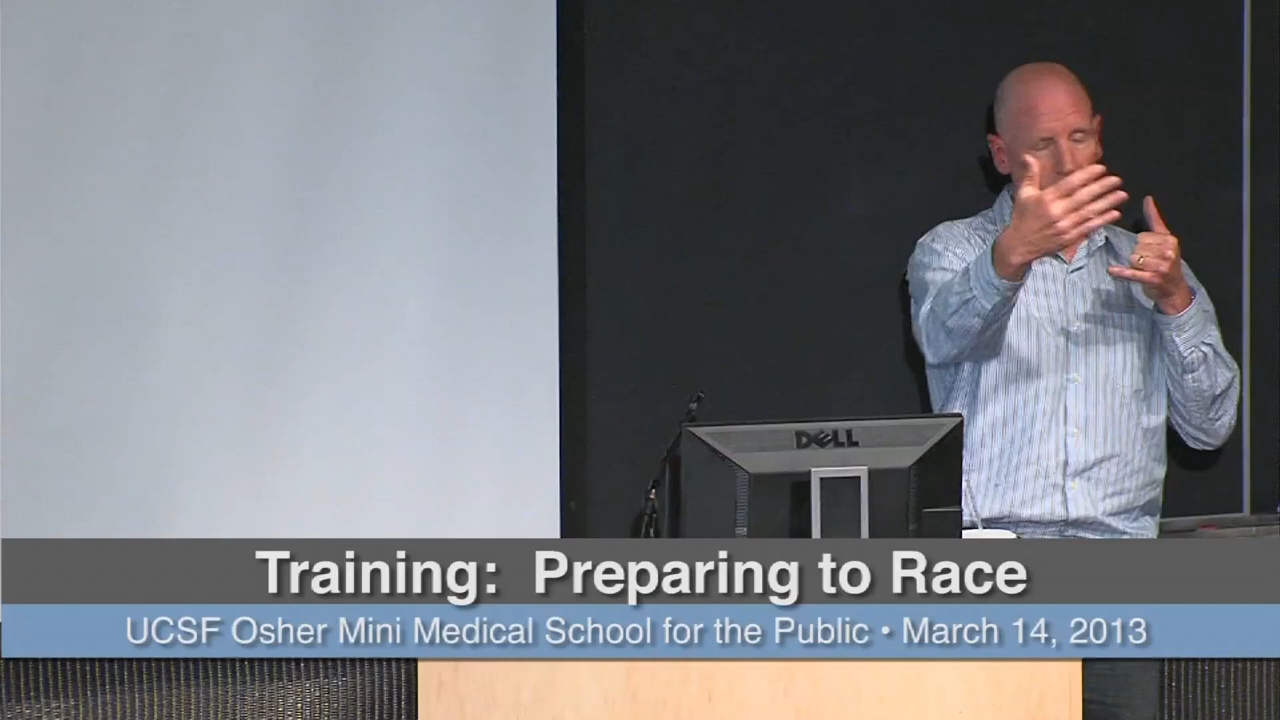 DELL
Training: Preparing to Race
UCSF Osher Mini Medical School for the Public • March 14, 2013